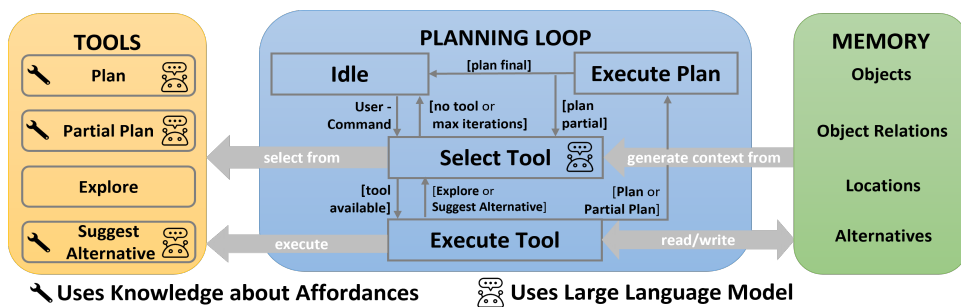 TOOLS
Plan
Partial Plan
Explore
Suggest
Alternative
select from
execute
PLANNING LOOP
Idle
[plan final]
Execute Plan
User -
Command
[no tool or
max iterations]
[plan
partial]
Select Tool
generate context from
[tool
available]
[Explore or
Suggest Alternative]
[Plan or
Partial Plan]
Execute Tool
read/write
MEMORY
Objects
Object Relations
Locations
Alternatives
Uses Knowledge about Affordances
Uses Large Language Model